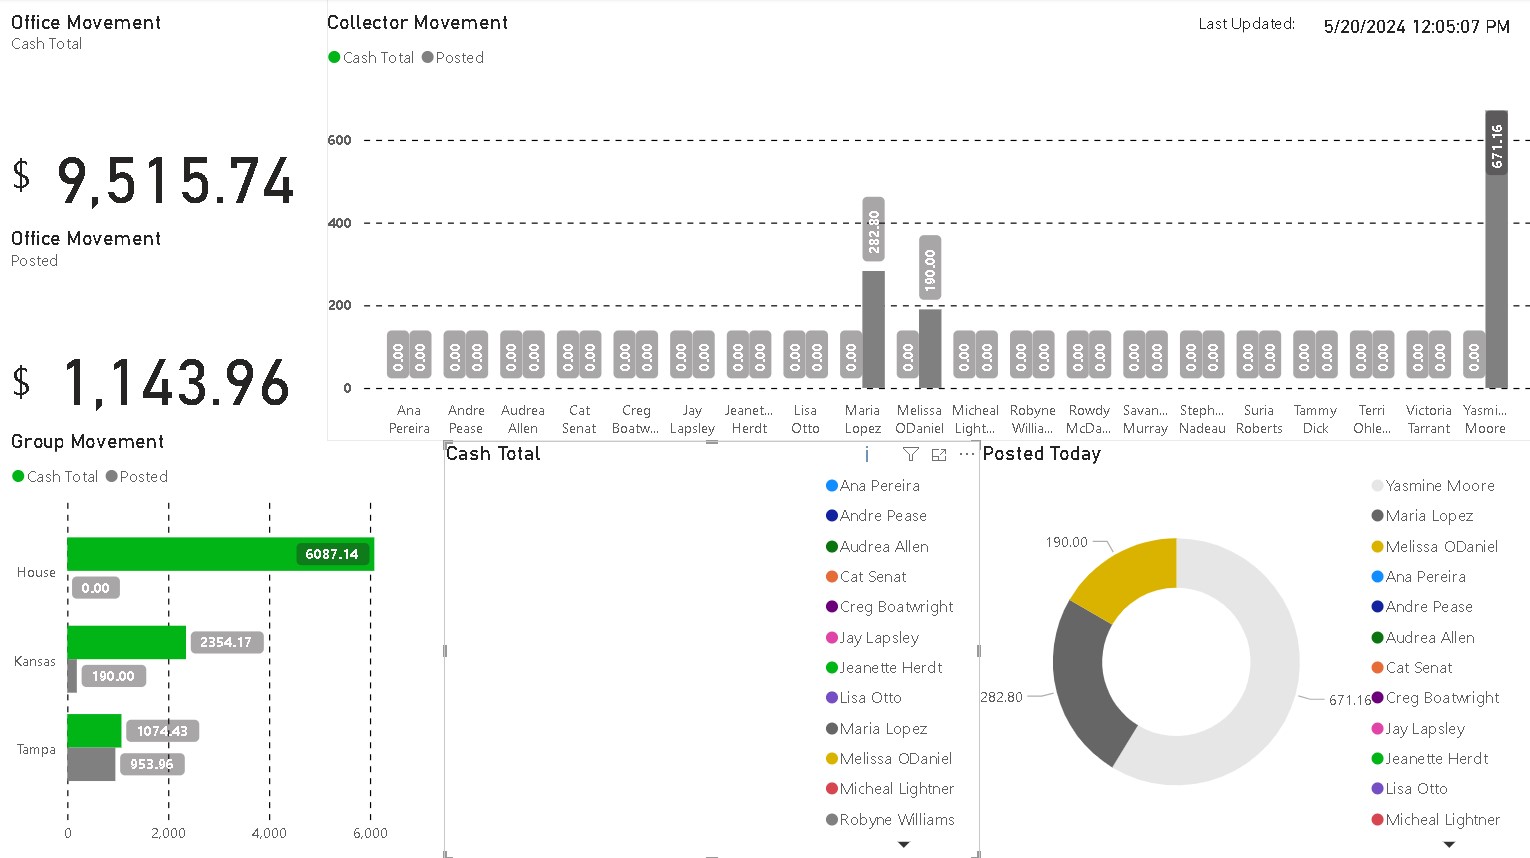 Office Movement
Cash Total
$ 9,515.74
Office Movement
Posted
$ 1,143.96
Collector Movement
Cash Total Posted
Last Updated: 5/20/2024 12:05:07 PM
600
400
200
0
0.00 0.00 0.00 0.00 0.00 0.00 0.00 0.00 0.00 0.00 0.00 0.00 0.00 0.00 0.00 0.00 0.00 282.80 0.00 190.00 0.00 0.00 0.00 0.00 0.00 0.00 0.00 0.00 0.00 0.00 0.00 0.00 0.00 0.00 0.00 0.00 0.00 0.00 0.00 671.16
Ana Pereira
Andre Pease
Audrea Allen
Cat Senat
Creg Boatw...
Jay Lapsley
Jeanet... Herdt
Lisa Otto
Maria Lopez
Melissa ODaniel
Micheal Light...
Robyne Willia...
Rowdy McDa...
Savan... Murray
Steph... Nadeau
Suria Roberts
Tammy Dick
Terri Ohle...
Victoria Tarrant
Yasmi... Moore
Group Movement
Cash Total Posted
House
6087.14
0.00
Kansas
2354.17
190.00
Tampa
1074.43
953.96
0 2,000 4,000 6,000
Cash Total
Ana Pereira
Andre Pease
Audrea Allen
Cat Senat
Creg Boatwright
Jay Lapsley
Jeanette Herdt
Lisa Otto
Maria Lopez
Melissa ODaniel
Micheal Lightner
Robyne Williams
Posted Today
190.00
282.80
671.16
Yasmine Moore
Maria Lopez
Melissa ODaniel
Ana Pereira
Andre Pease
Audrea Allen
Cat Senat
Creg Boatwright
Jay Lapsley
Jeanette Herdt
Lisa Otto
Micheal Lightner